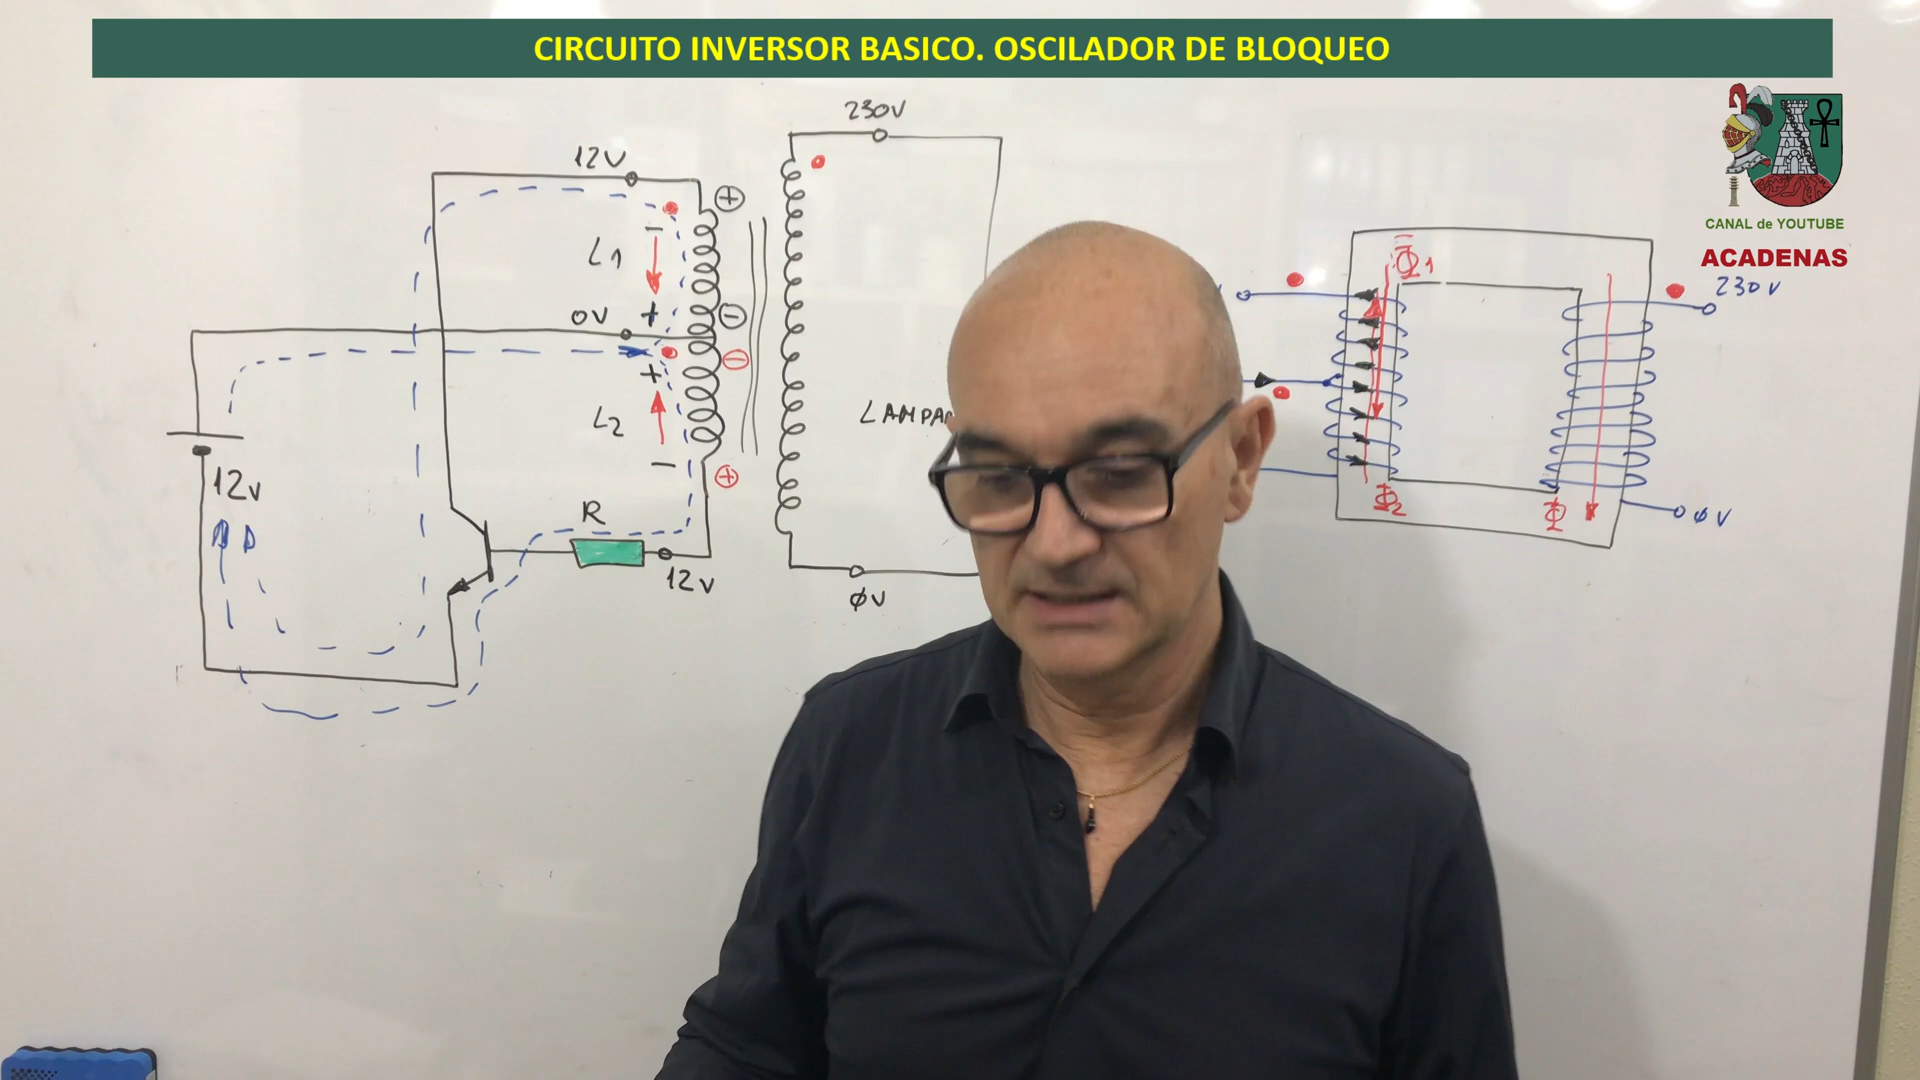 CIRCUITO INVERSOR BASICO. OSCILADOR DE BLOQUEO
CANAL de YOUTUBE
ACADENAS
230V
12V
L1
0V
L2
12V
R
12V
ØV
Φ1
Φ2
Φ
230V
ØV